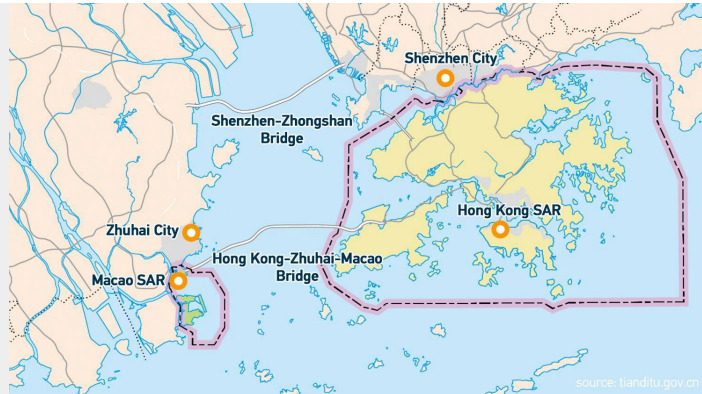 Shenzhen City
Shenzhen-Zhongshan
Bridge
Hong Kong SAR
Zhuhai City
Hong Kong-Zhuhai-Macao
Bridge
Macao SAR
source: tianditu.gov.cn